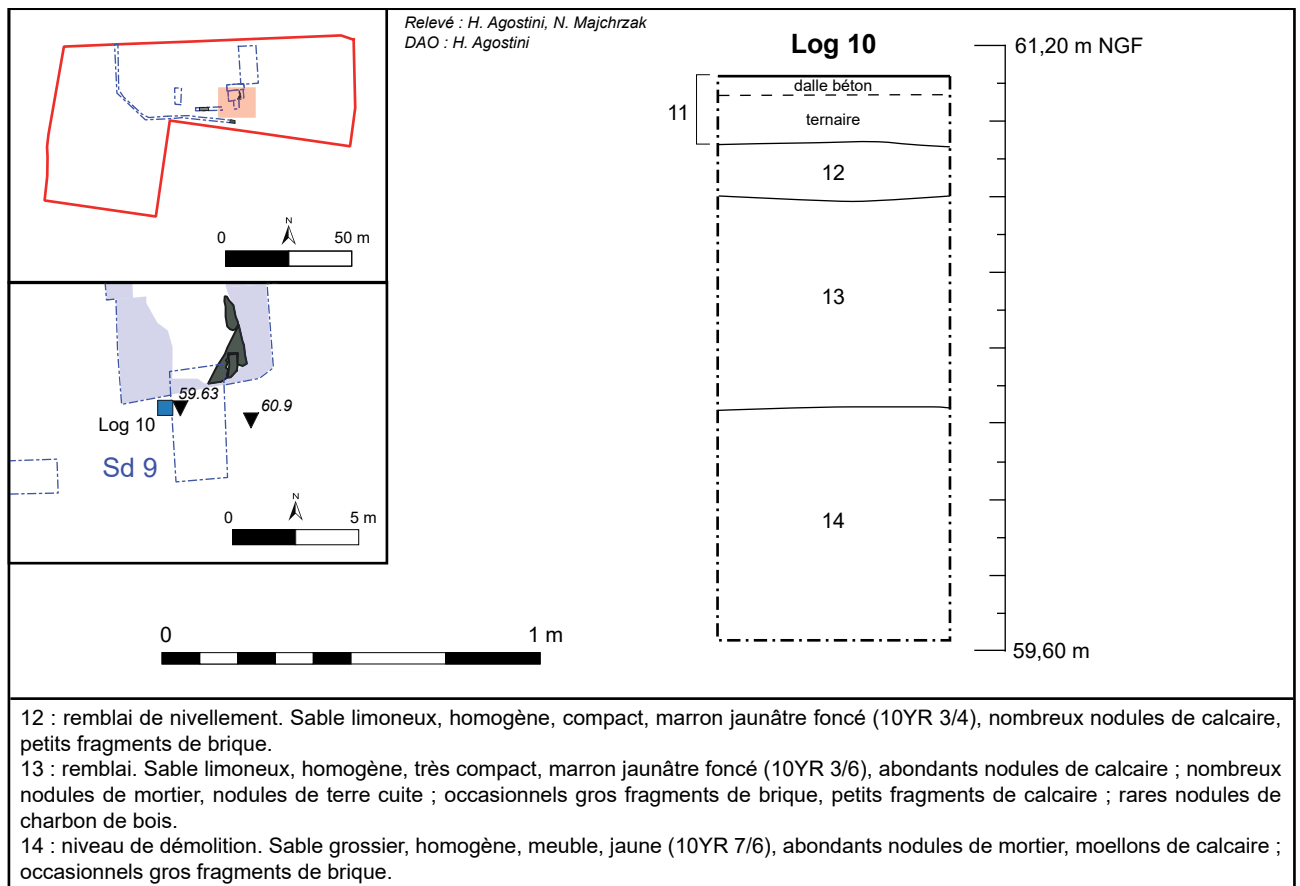 Relevé : H. Agostini, N. Majchrzak
DAO : H. Agostini
N
0 50 m
59.63
60.9
Log 10
Sd 9
N
0 5 m
Log 10
61,20 m NGF
dalle béton
11
ternaire
12
13
14
59,60 m
0 1 m
12 : remblai de nivellement. Sable limoneux, homogène, compact, marron jaunâtre foncé (10YR 3/4), nombreux nodules de calcaire,
petits fragments de brique.
13 : remblai. Sable limoneux, homogène, très compact, marron jaunâtre foncé (10YR 3/6), abondants nodules de calcaire ; nombreux
nodules de mortier, nodules de terre cuite ; occasionnels gros fragments de brique, petits fragments de calcaire ; rares nodules de
charbon de bois.
14 : niveau de démolition. Sable grossier, homogène, meuble, jaune (10YR 7/6), abondants nodules de mortier, moellons de calcaire ;
occasionnels gros fragments de brique.